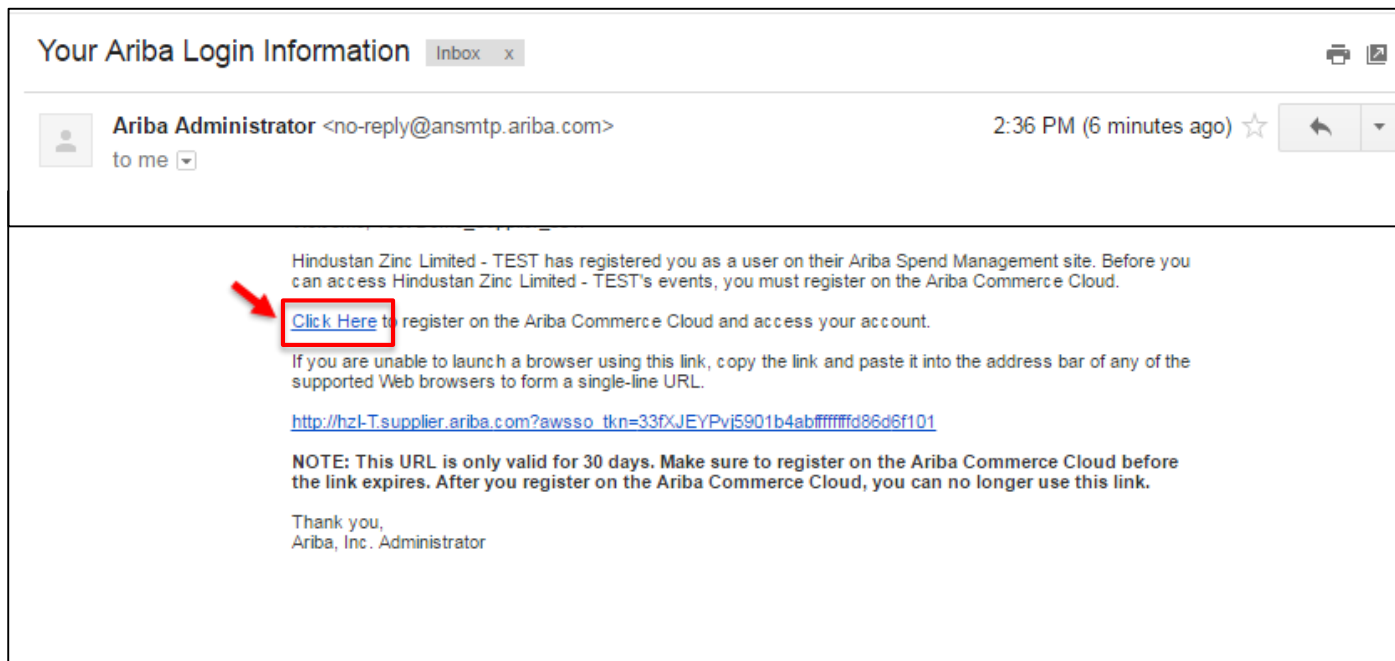 Your Ariba Login Information Inbox x
Ariba Administrator <no-reply@ansmtp.ariba.com> 2:36 PM (6 minutes ago)
to me
Hindustan Zinc Limited - TEST has registered you as a user on their Ariba Spend Management site. Before you
can access Hindustan Zinc Limited - TEST's events, you must register on the Ariba Commerce Cloud.
Click Here to register on the Ariba Commerce Cloud and access your account.
If you are unable to launch a browser using this link, copy the link and paste it into the address bar of any of the
supported Web browsers to form a single-line URL.
http://hzl-T.supplier.ariba.com?awsso_tkn=33fXJEYPvj5901b4abffffffffd86d6f101
NOTE: This URL is only valid for 30 days. Make sure to register on the Ariba Commerce Cloud before
the link expires. After you register on the Ariba Commerce Cloud, you can no longer use this link.
Thank you,
Ariba, Inc. Administrator